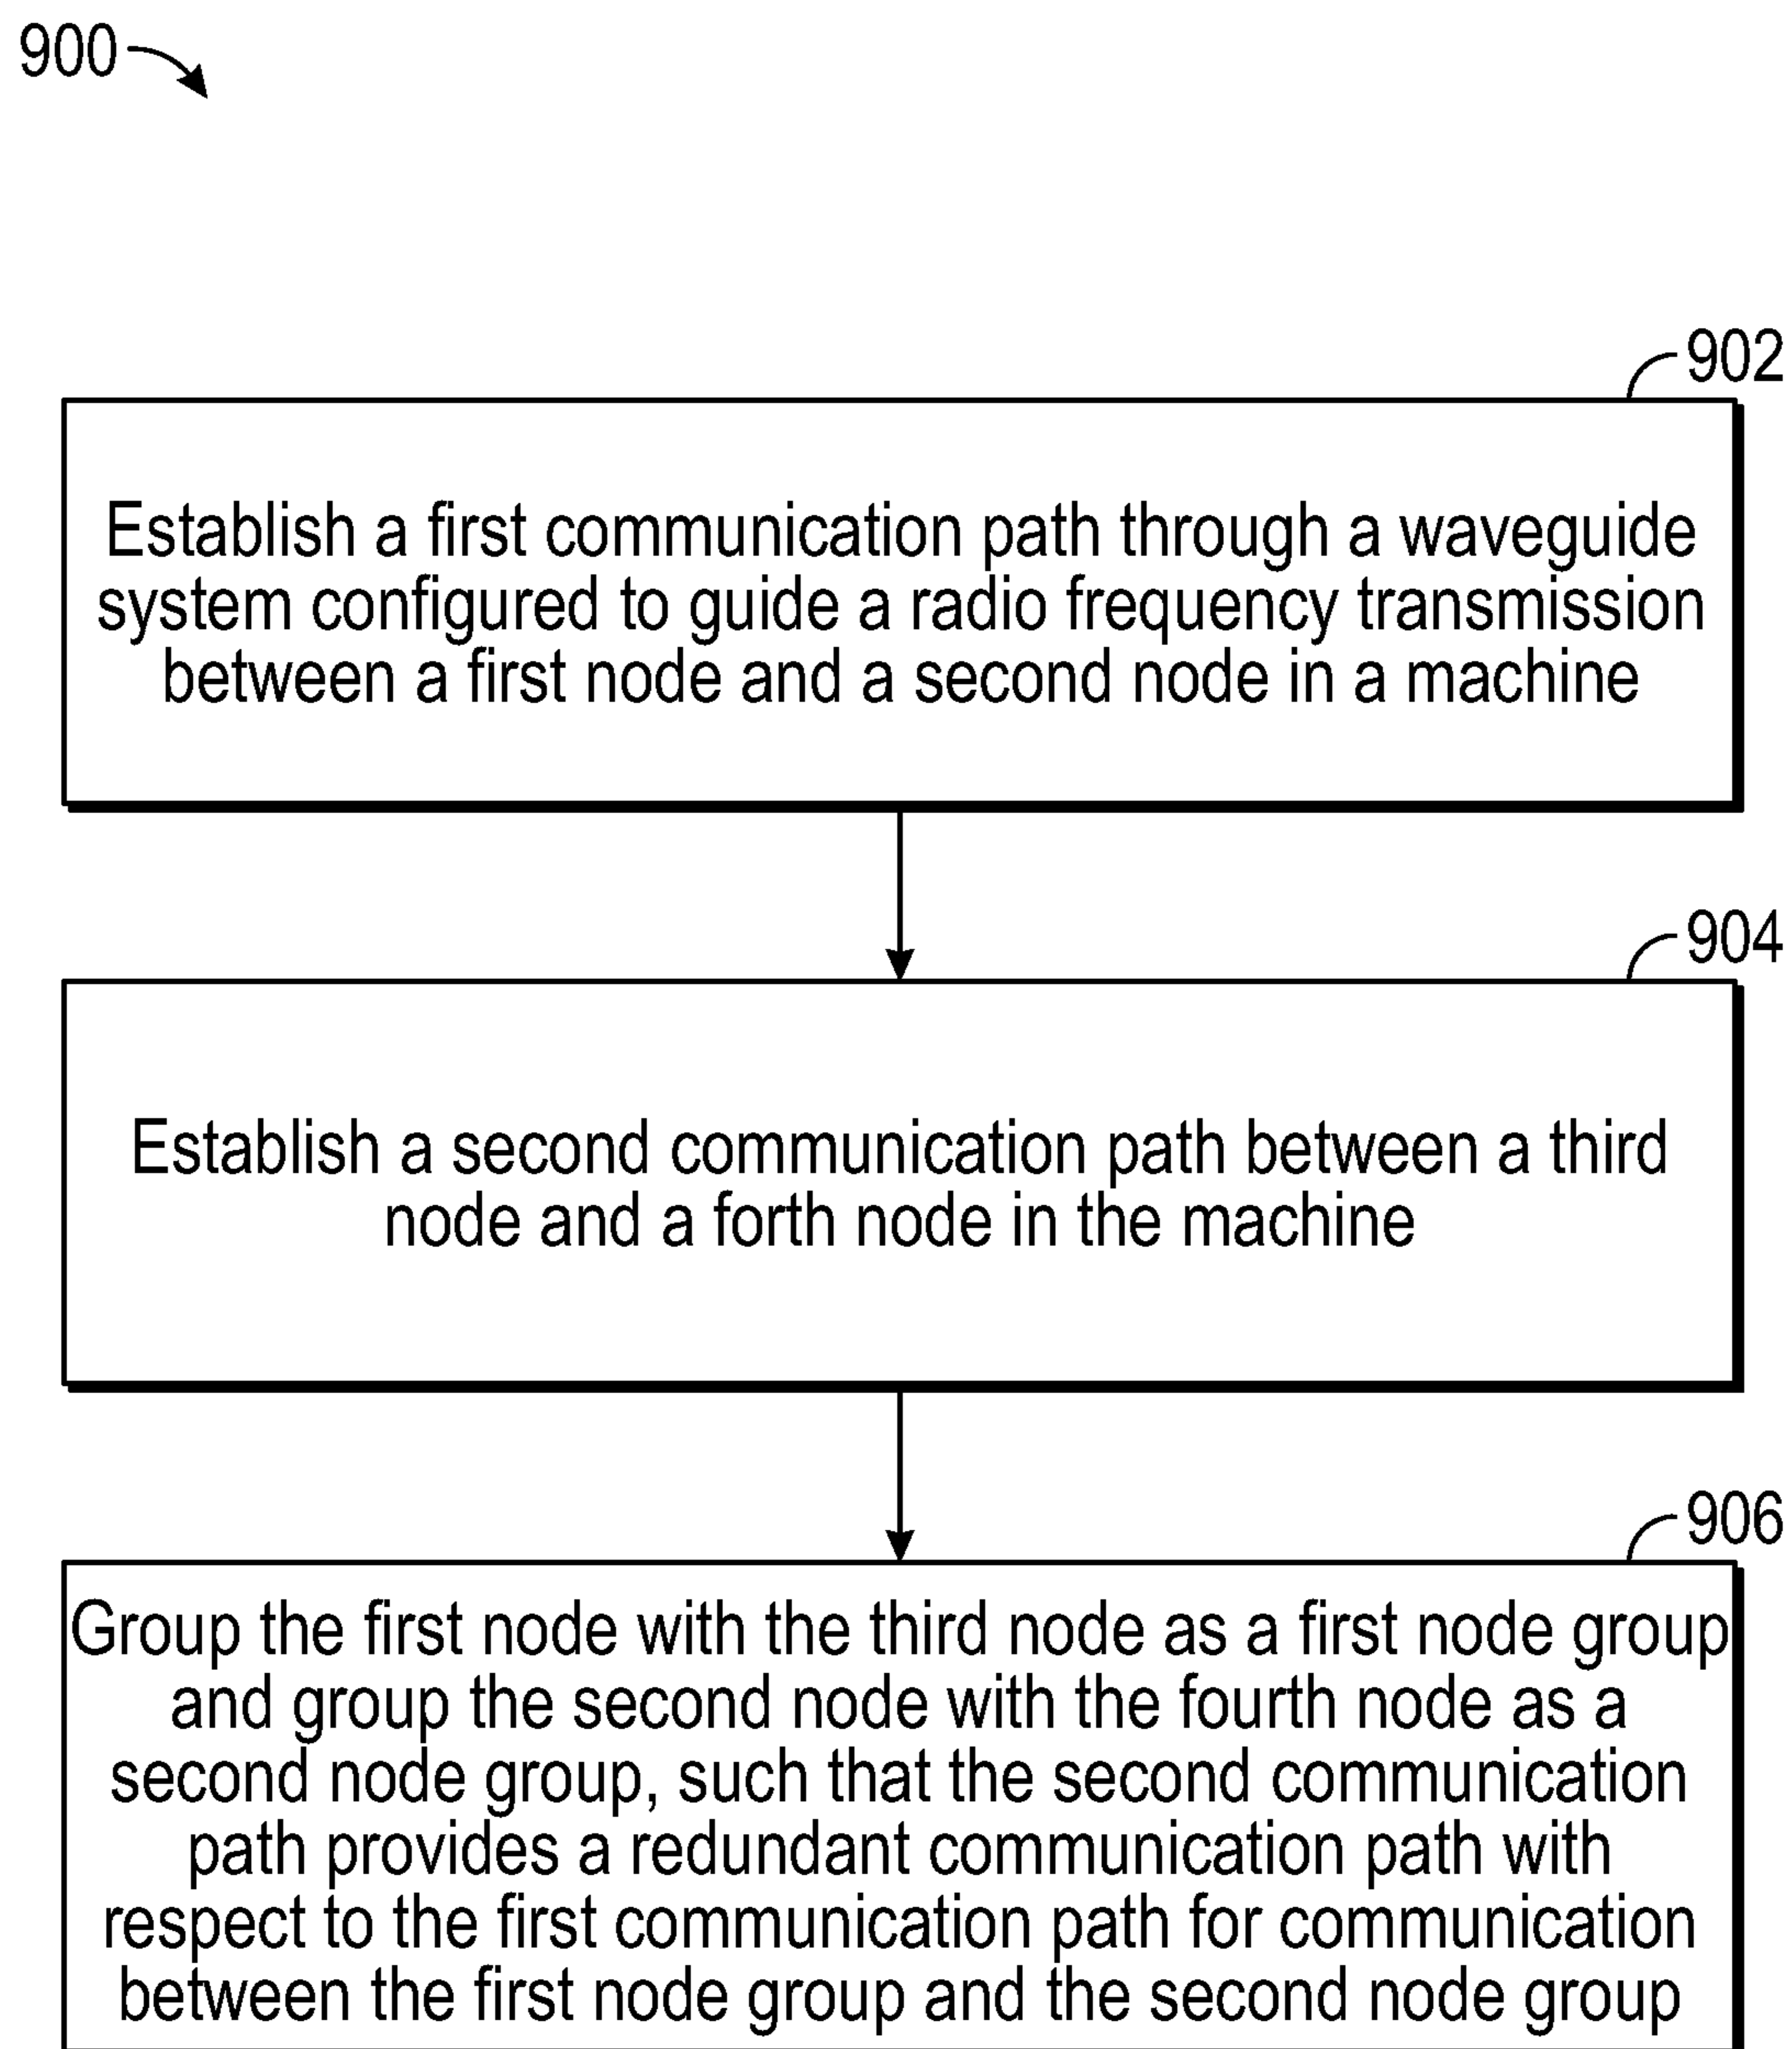 900
902
Establish a first communication path through a waveguide
system configured to guide a radio frequency transmission
between a first node and a second node in a machine
904
Establish a second communication path between a third
node and a forth node in the machine
906
Group the first node with the third node as a first node group
and group the second node with the fourth node as a
second node group, such that the second communication
path provides a redundant communication path with
respect to the first communication path for communication
between the first node group and the second node group